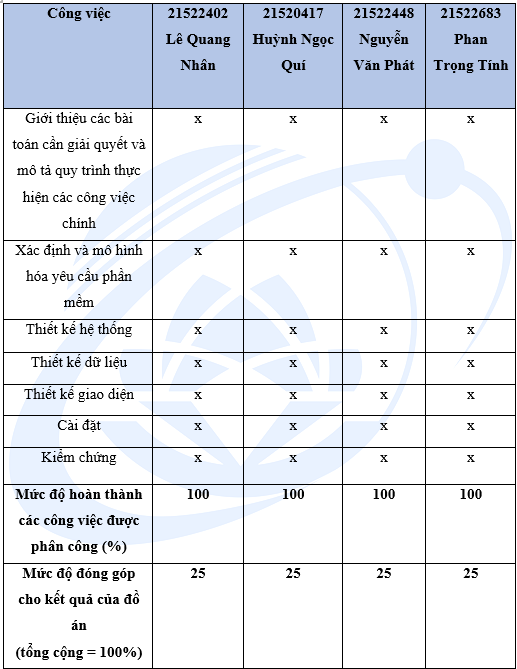 Công việc
21522402
Lê Quang
Nhân
21520417
Huỳnh Ngọc
Quí
21522448
Nguyễn
Văn Phát
21522683
Phan
Trọng Tính
Giới thiệu các bài
toán cần giải quyết và
mô tả quy trình thực
hiện các công việc
chính
x x x x
Xác định và mô hình
hóa yêu cầu phần
mềm
x x x x
Thiết kế hệ thống x x x x
Thiết kế dữ liệu x x x x
Thiết kế giao diện x x x x
Cài đặt x x x x
Kiểm chứng x x x x
Mức độ hoàn thành
các công việc được
phân công (%)
100 100 100 100
Mức độ đóng góp
cho kết quả của đồ
án
(tổng cộng = 100%)
25 25 25 25